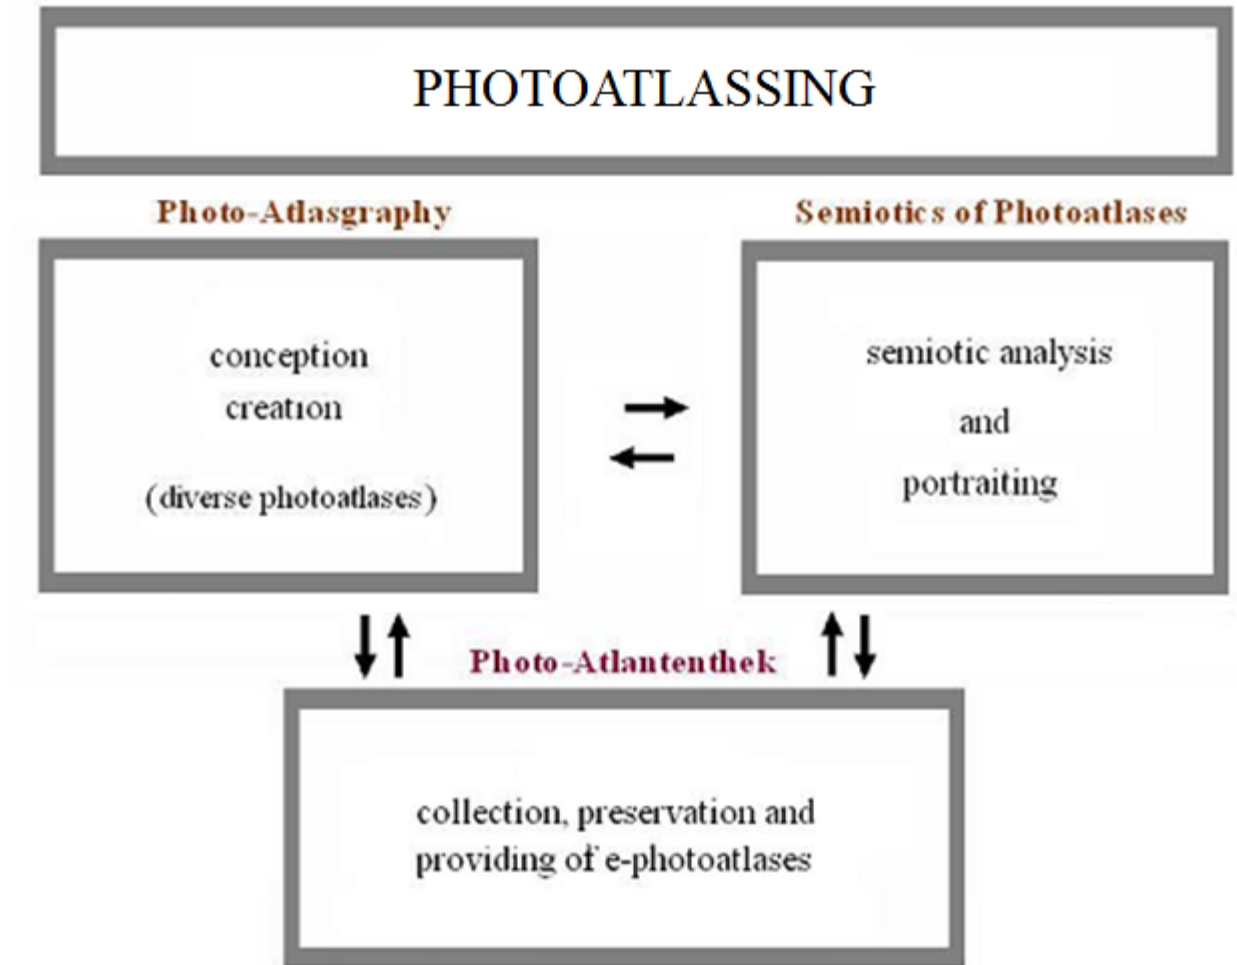 PHOTOATLASSING
Photo-Atlasgraphy
Semiotics of Photoatlases
conception
creation
(diverse photoatlases)
semiotic analysis
and
portraiting
Photo-Atlantenthek
collection, preservation and
providing of e-photoatlases